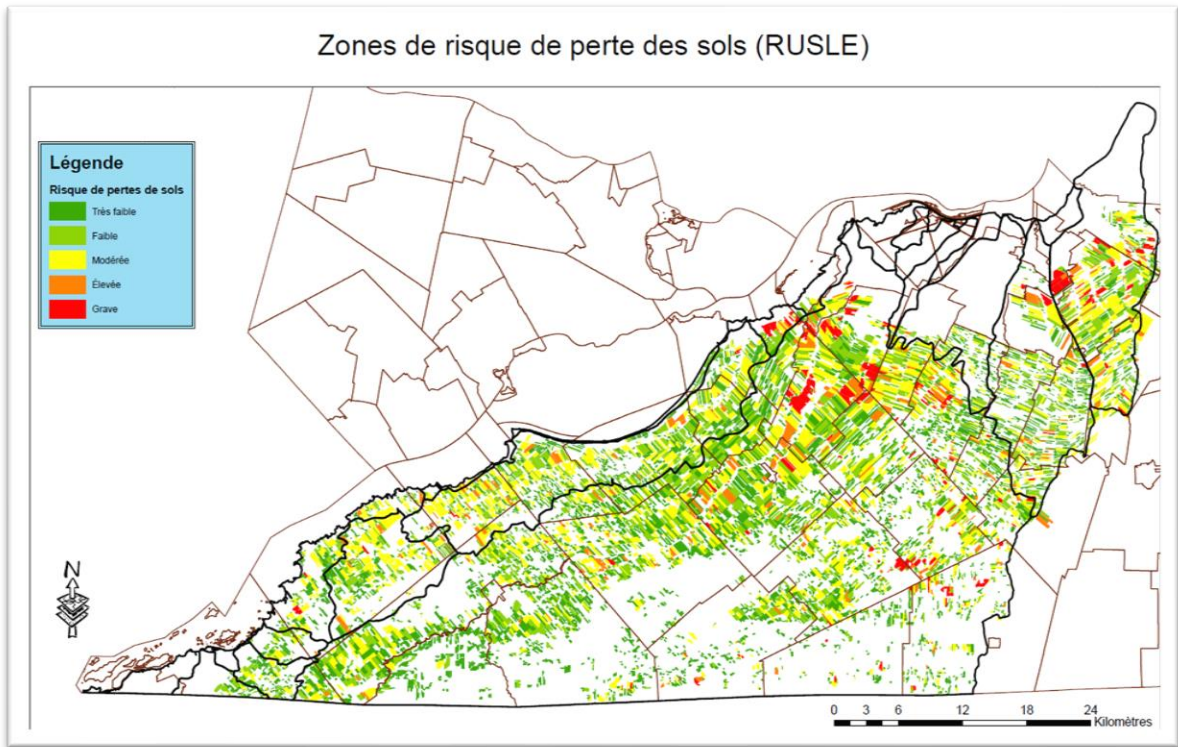 Zones de risque de perte des sols (RUSLE)
Légende
Risque de pertes de sols
Très faible
Faible
Modérée
Élevée
Grave
N
0 3 6 12 18 24
Kilomètres